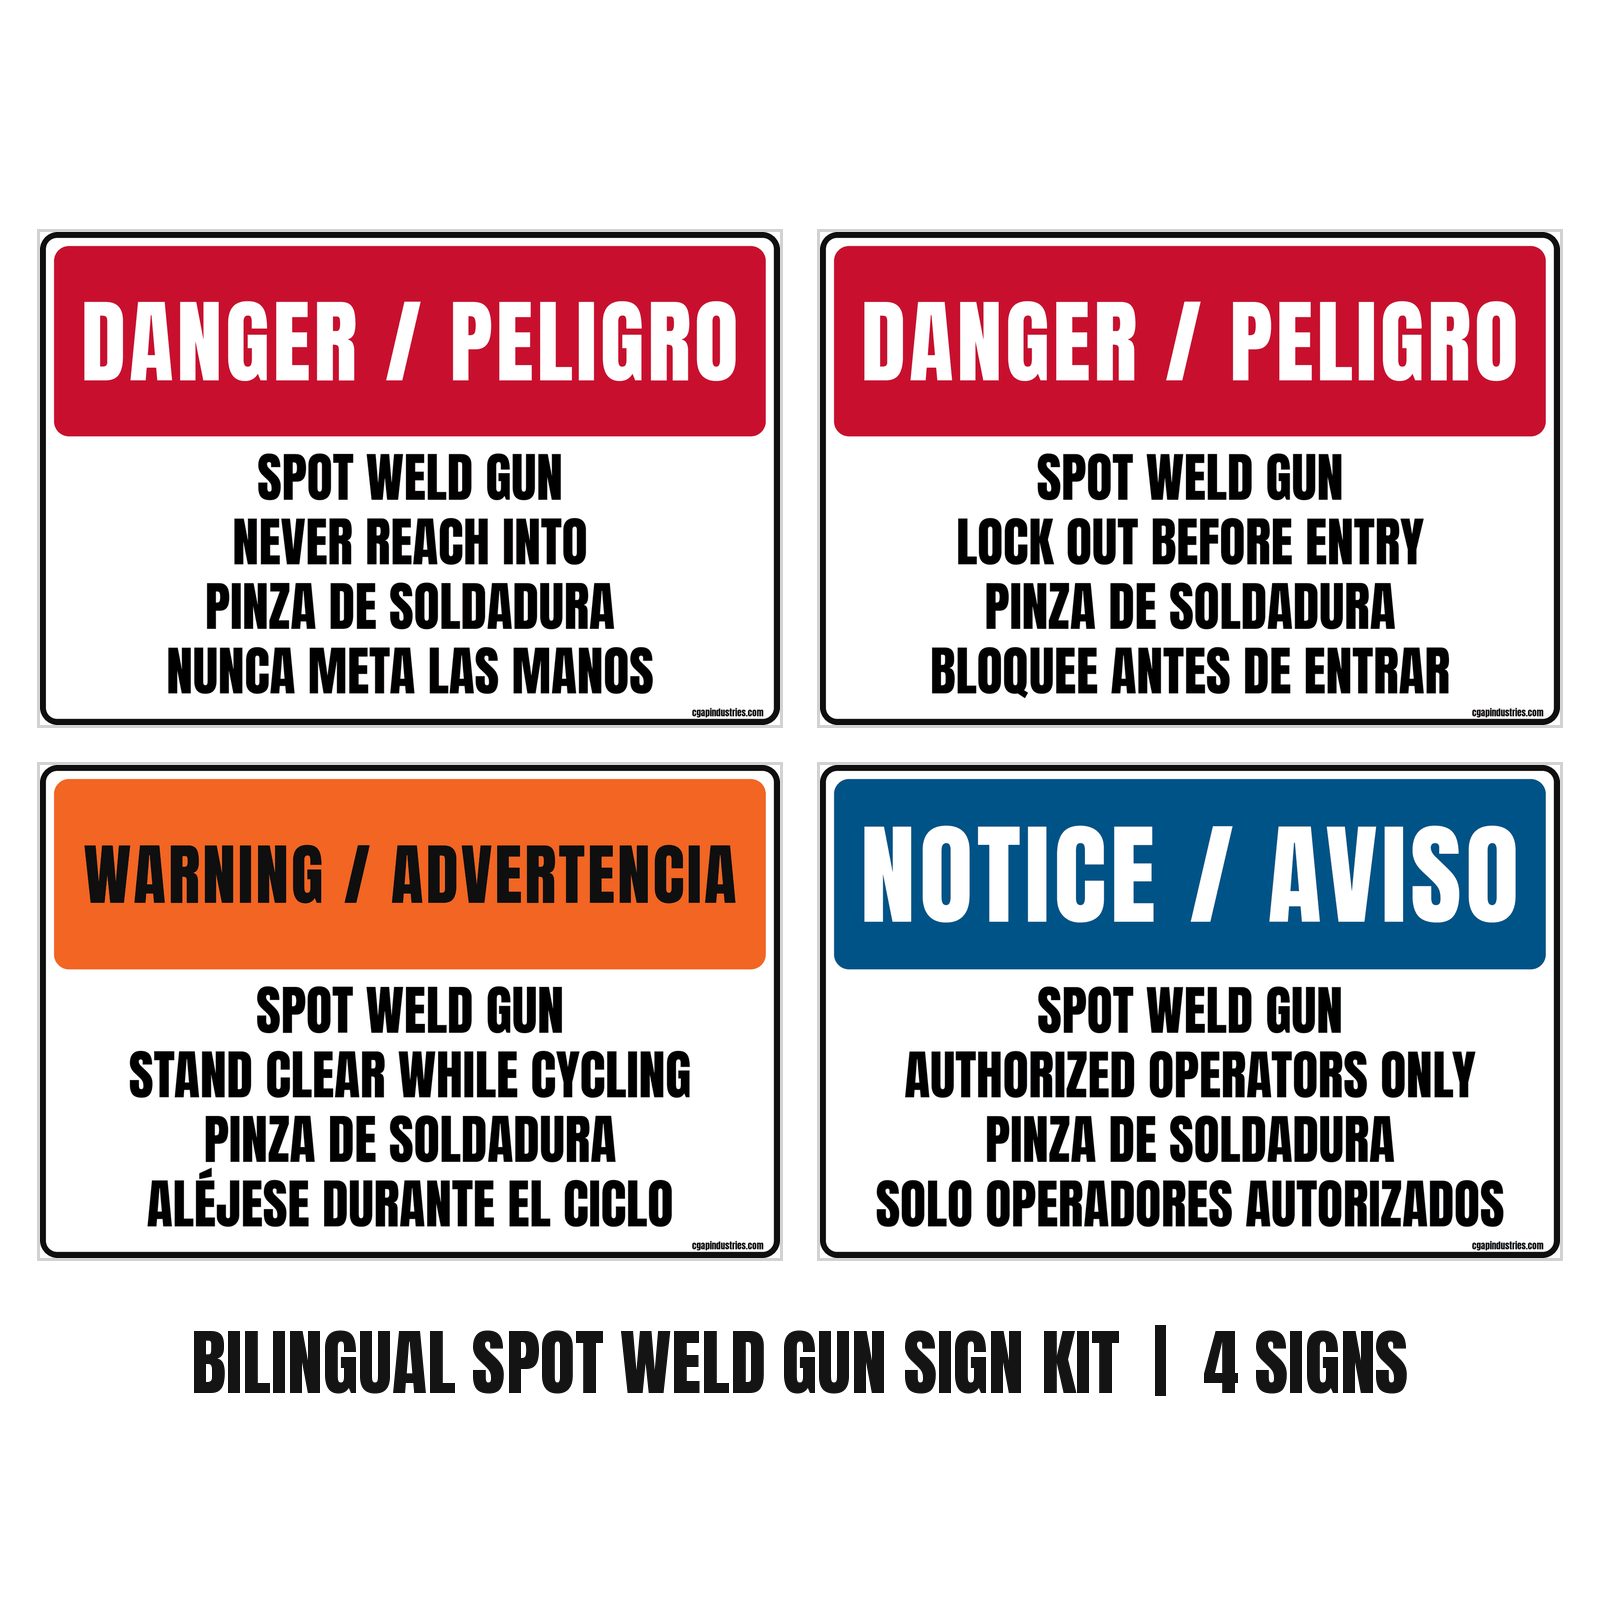 DANGER / PELIGRO
SPOT WELD GUN
NEVER REACH INTO
PINZA DE SOLDADURA
NUNCA META LAS MANOS
cgapindustries.com
DANGER / PELIGRO
SPOT WELD GUN
LOCK OUT BEFORE ENTRY
PINZA DE SOLDADURA
BLOQUEE ANTES DE ENTRAR
cgapindustries.com
WARNING / ADVERTENCIA
SPOT WELD GUN
STAND CLEAR WHILE CYCLING
PINZA DE SOLDADURA
ALÉJESE DURANTE EL CICLO
cgapindustries.com
NOTICE / AVISO
SPOT WELD GUN
AUTHORIZED OPERATORS ONLY
PINZA DE SOLDADURA
SOLO OPERADORES AUTORIZADOS
cgapindustries.com
BILINGUAL SPOT WELD GUN SIGN KIT | 4 SIGNS